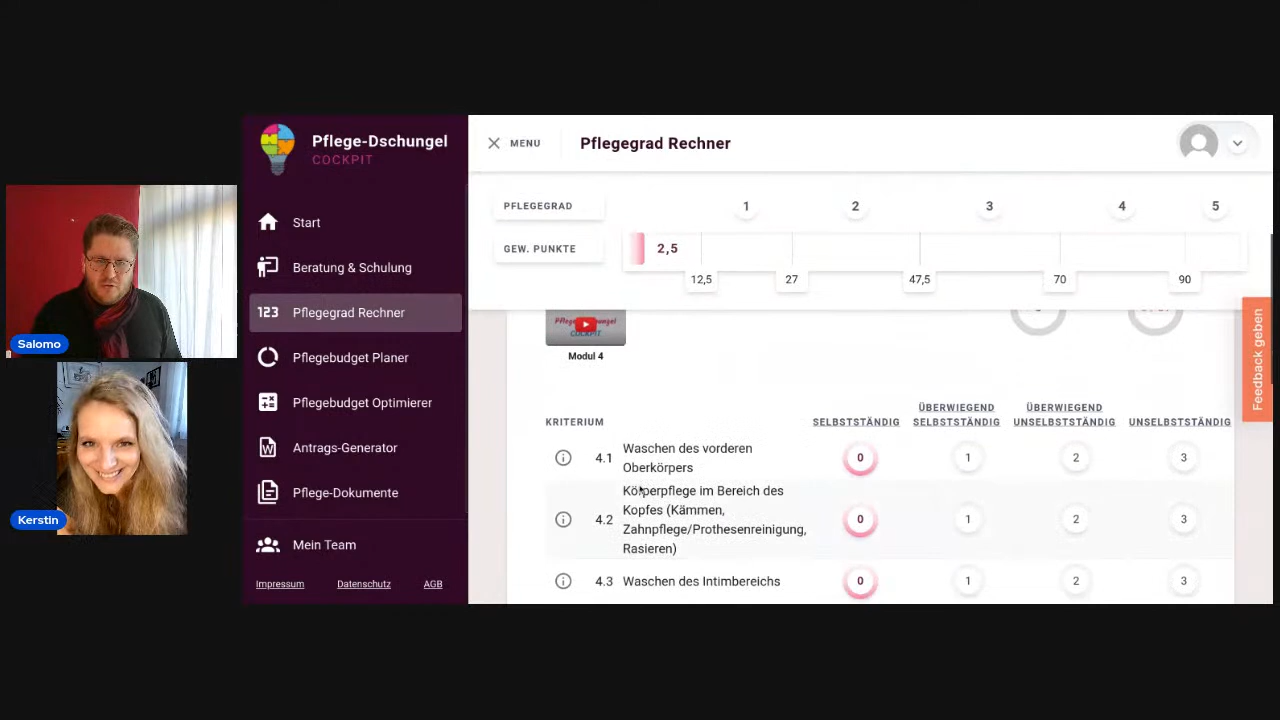 Salomo
Kerstin
Pflege-Dschungel
COCKPIT
Start
Beratung & Schulung
123 Pflegegrad Rechner
Pflegebudget Planer
Pflegebudget Optimierer
Antrags-Generator
Pflege-Dokumente
Mein Team
Impressum Datenschutz AGB
MENU Pflegegrad Rechner
PFLEGEGRAD 1 2 3 4 5
GEW. PUNKTE 2,5
12,5 27 47,5 70 90
COCKPIT
Modul 4
KRITERIUM SELBSTSTÄNDIG ÜBERWIEGEND SELBSTSTÄNDIG ÜBERWIEGEND UNSELBSTSTÄNDIG UNSELBSTSTÄNDIG
4.1 Waschen des vorderen
Oberkörpers
0 1 2 3
4.2 Körperpflege im Bereich des
Kopfes (Kämmen,
Zahnpflege/Prothesenreinigung,
Rasieren)
0 1 2 3
4.3 Waschen des Intimbereichs 0 1 2 3
Feedback geben